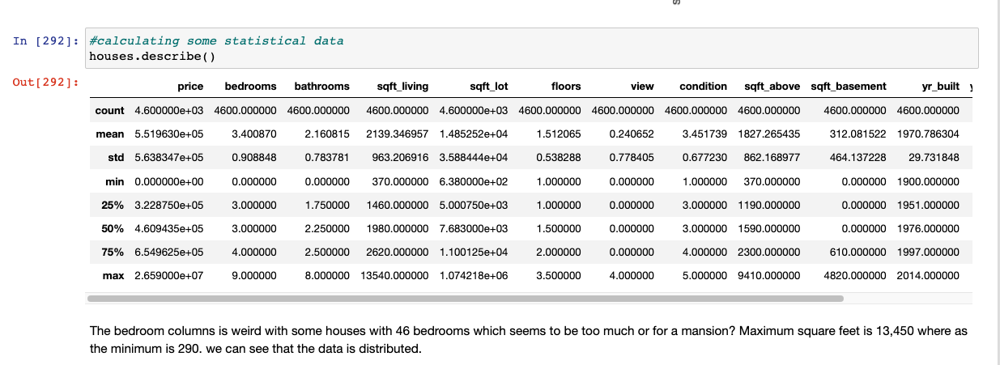 In [292]: #calculating some statistical data
houses.describe()
Out[292]:
price bedrooms bathrooms sqft_living sqft_lot floors view condition sqft_above sqft_basement yr_built
count 4.600000e+03 4600.000000 4600.000000 4600.000000 4.600000e+03 4600.000000 4600.000000 4600.000000 4600.000000 4600.000000 4600.000000
mean 5.519630e+05 3.400870 2.160815 2139.346957 1.485252e+04 1.512065 0.240652 3.451739 1827.265435 312.081522 1970.786304
std 5.638347e+05 0.908848 0.783781 963.206916 3.588444e+04 0.538288 0.778405 0.677230 862.168977 464.137228 29.731848
min 0.000000e+00 0.000000 0.000000 370.000000 6.380000e+02 1.000000 0.000000 1.000000 370.000000 0.000000 1900.000000
25% 3.228750e+05 3.000000 1.750000 1460.000000 5.000750e+03 1.000000 0.000000 3.000000 1190.000000 0.000000 1951.000000
50% 4.609435e+05 3.000000 2.250000 1980.000000 7.683000e+03 1.500000 0.000000 3.000000 1590.000000 0.000000 1976.000000
75% 6.549625e+05 4.000000 2.500000 2620.000000 1.100125e+04 2.000000 0.000000 4.000000 2300.000000 610.000000 1997.000000
max 2.659000e+07 9.000000 8.000000 13540.000000 1.074218e+06 3.500000 4.000000 5.000000 9410.000000 4820.000000 2014.000000
The bedroom columns is weird with some houses with 46 bedrooms which seems to be too much or for a mansion? Maximum square feet is 13,450 where as
the minimum is 290. we can see that the data is distributed.